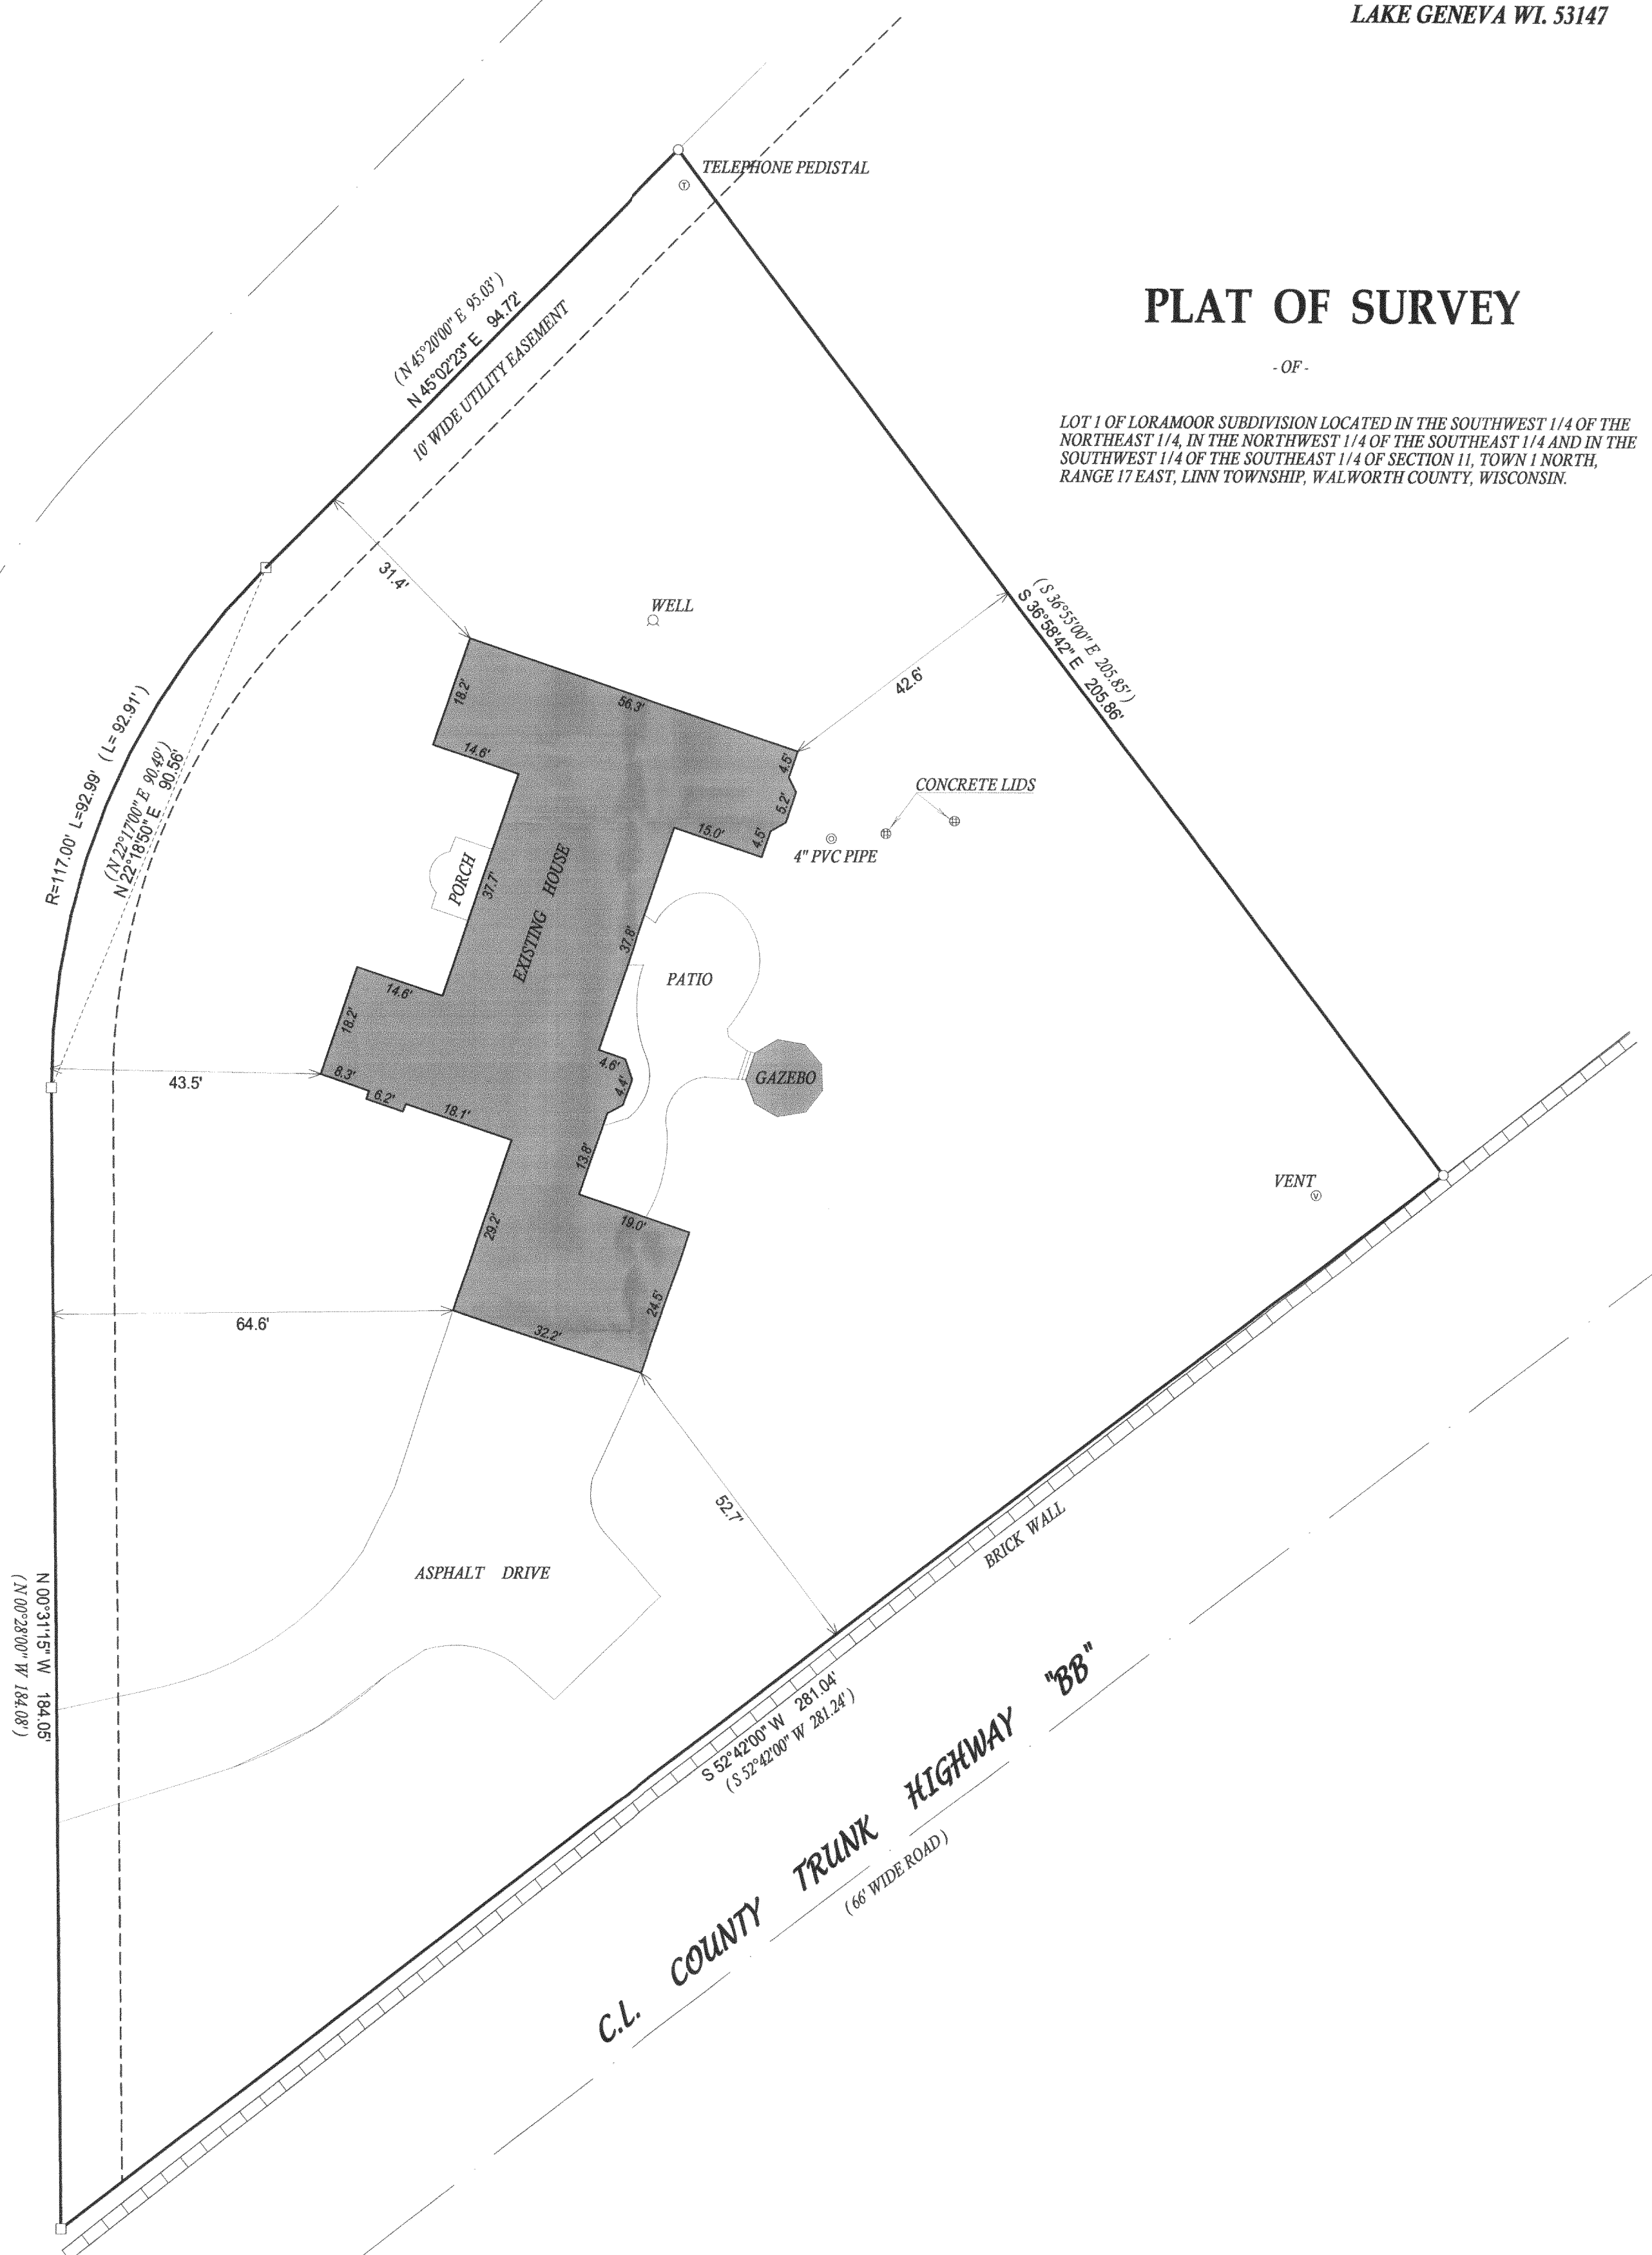 LAKE GENEVA WI. 53147
TELEPHONE PEDISTAL
PLAT OF SURVEY
- OF -
LOT 1 OF LORAMOOR SUBDIVISION LOCATED IN THE SOUTHWEST 1/4 OF THE
NORTHEAST 1/4, IN THE NORTHWEST 1/4 OF THE SOUTHEAST 1/4 AND IN THE
SOUTHWEST 1/4 OF THE SOUTHEAST 1/4 OF SECTION 11, TOWN 1 NORTH,
RANGE 17 EAST, LINN TOWNSHIP, WALWORTH COUNTY, WISCONSIN.
T
( N 45°20'00" E 95.03' )
N 45°02'23" E 94.72'
10' WIDE UTILITY EASEMENT
31.4'
WELL
( S 36°55'00" E 205.85' )
S 36°58'42" E 205.86'
42.6'
18.2'
56.3'
14.6'
4.5'
5.2'
4.5'
15.0'
CONCRETE LIDS
4" PVC PIPE
R=117.00' L=92.99' ( L= 92.91' )
( N 22°17'00" E 90.49' )
N 22°18'50" E 90.56'
PORCH
37.7'
EXISTING HOUSE
37.8'
PATIO
14.6'
18.2'
43.5'
8.3'
6.2'
18.1'
4.6'
4.4'
GAZEBO
13.8'
VENT
V
29.2'
19.0'
24.5'
64.6'
32.2'
52.7'
ASPHALT DRIVE
BRICK WALL
N 00°31'15" W 184.05'
( N 00°28'00" W 184.08' )
S 52°42'00" W 281.04'
( S 52°42'00" W 281.24' )
C.L. COUNTY TRUNK HIGHWAY "BB"
( 66' WIDE ROAD )